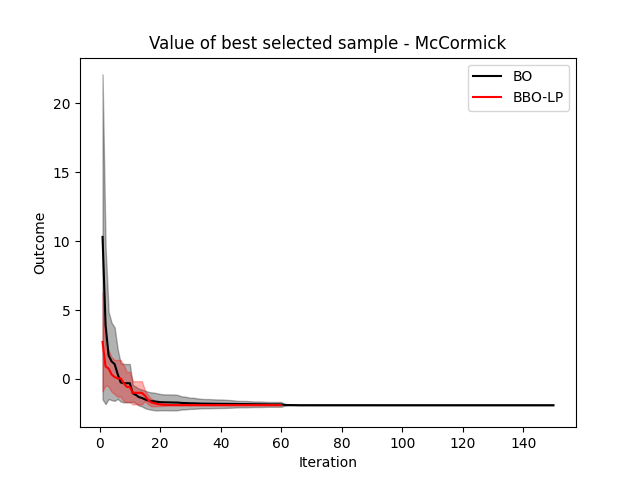 Value of best selected sample - McCormick
BO
BBO-LP
20
15
10
5
0
Outcome
0 20 40 60 80 100 120 140
Iteration